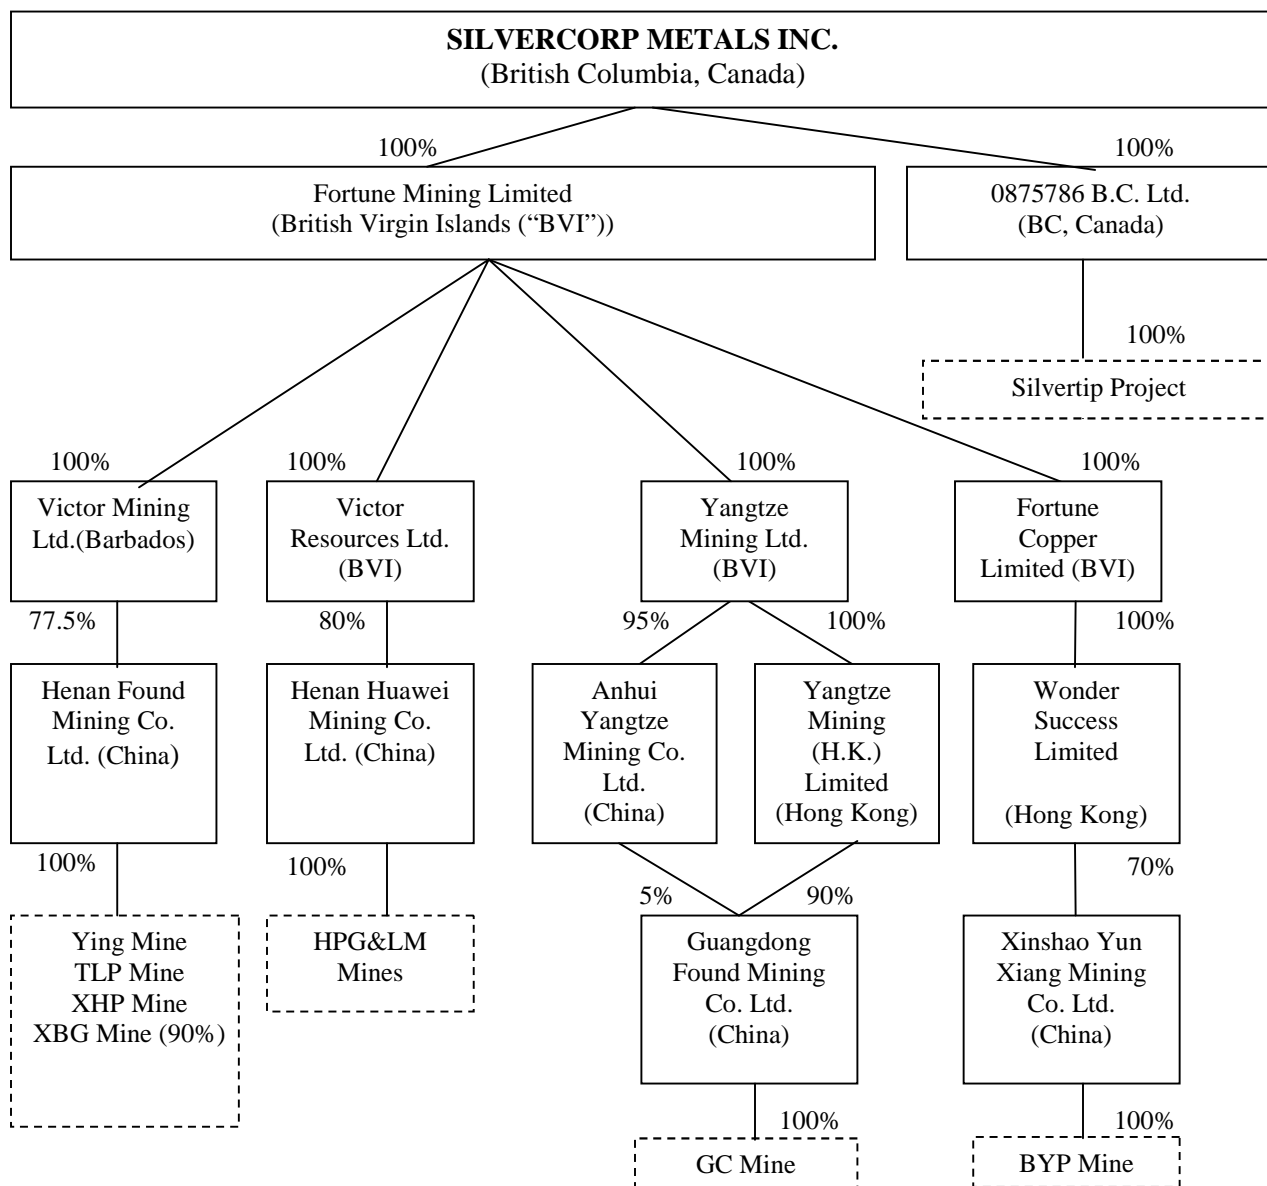 SILVERCORP METALS INC.
(British Columbia, Canada)
100%
100%
Fortune Mining Limited
(British Virgin Islands (“BVI”))
0875786 B.C. Ltd.
(BC, Canada)
100%
Silvertip Project
100%
100%
100%
100%
Victor Mining
Ltd.(Barbados)
Victor
Resources Ltd.
(BVI)
Yangtze
Mining Ltd.
(BVI)
Fortune
Copper
Limited (BVI)
77.5%
80%
95%
100%
100%
Henan Found
Mining Co.
Ltd. (China)
Henan Huawei
Mining Co.
Ltd. (China)
Anhui
Yangtze
Mining Co.
Ltd.
(China)
Yangtze
Mining
(H.K.)
Limited
(Hong Kong)
Wonder
Success
Limited
(Hong Kong)
100%
100%
5%
90%
70%
Ying Mine
TLP Mine
XHP Mine
XBG Mine (90%)
HPG&LM
Mines
Guangdong
Found Mining
Co. Ltd.
(China)
Xinshao Yun
Xiang Mining
Co. Ltd.
(China)
100%
100%
GC Mine
BYP Mine